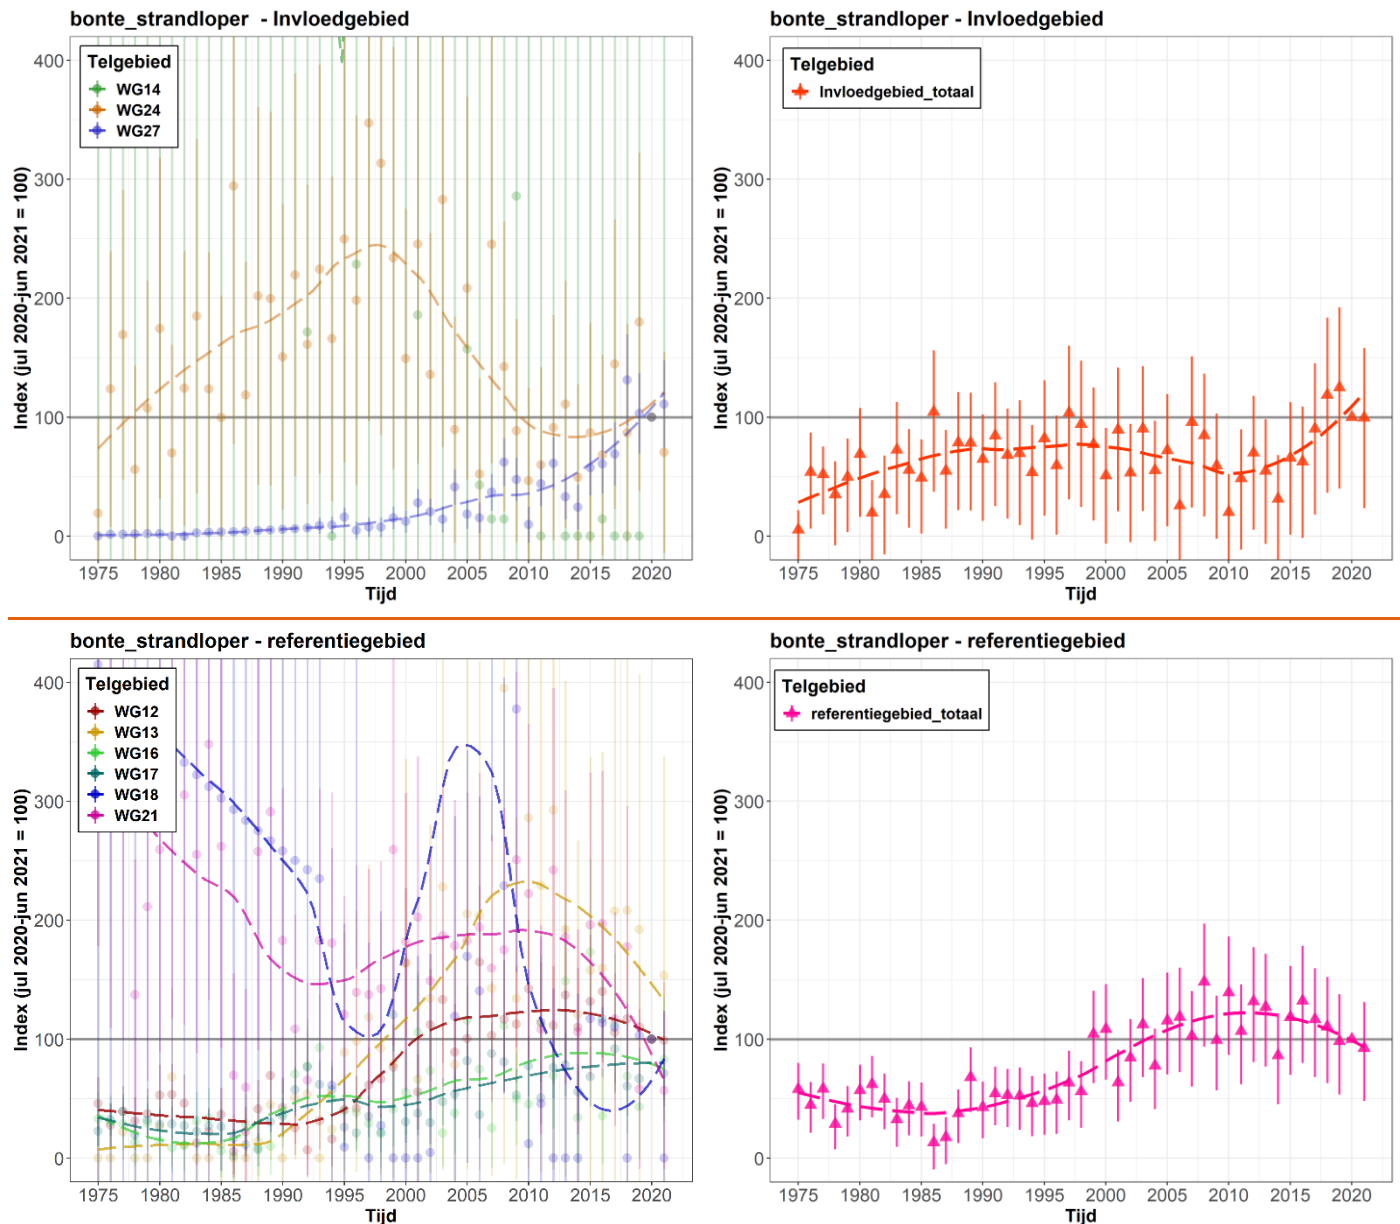 bonte_strandloper - Invloedgebied
Index (jul 2020-jun 2021 = 100)
400
300
200
100
0
Telgebied
WG14
WG24
WG27
1975 1980 1985 1990 1995 2000 2005 2010 2015 2020
Tijd
bonte_strandloper - Invloedgebied
Index (jul 2020-jun 2021 = 100)
400
300
200
100
0
Telgebied
Invloedgebied_totaal
1975 1980 1985 1990 1995 2000 2005 2010 2015 2020
Tijd
bonte_strandloper - referentiegebied
Index (jul 2020-jun 2021 = 100)
400
300
200
100
0
Telgebied
WG12
WG13
WG16
WG17
WG18
WG21
1975 1980 1985 1990 1995 2000 2005 2010 2015 2020
Tijd
bonte_strandloper - referentiegebied
Index (jul 2020-jun 2021 = 100)
400
300
200
100
0
Telgebied
referentiegebied_totaal
1975 1980 1985 1990 1995 2000 2005 2010 2015 2020
Tijd